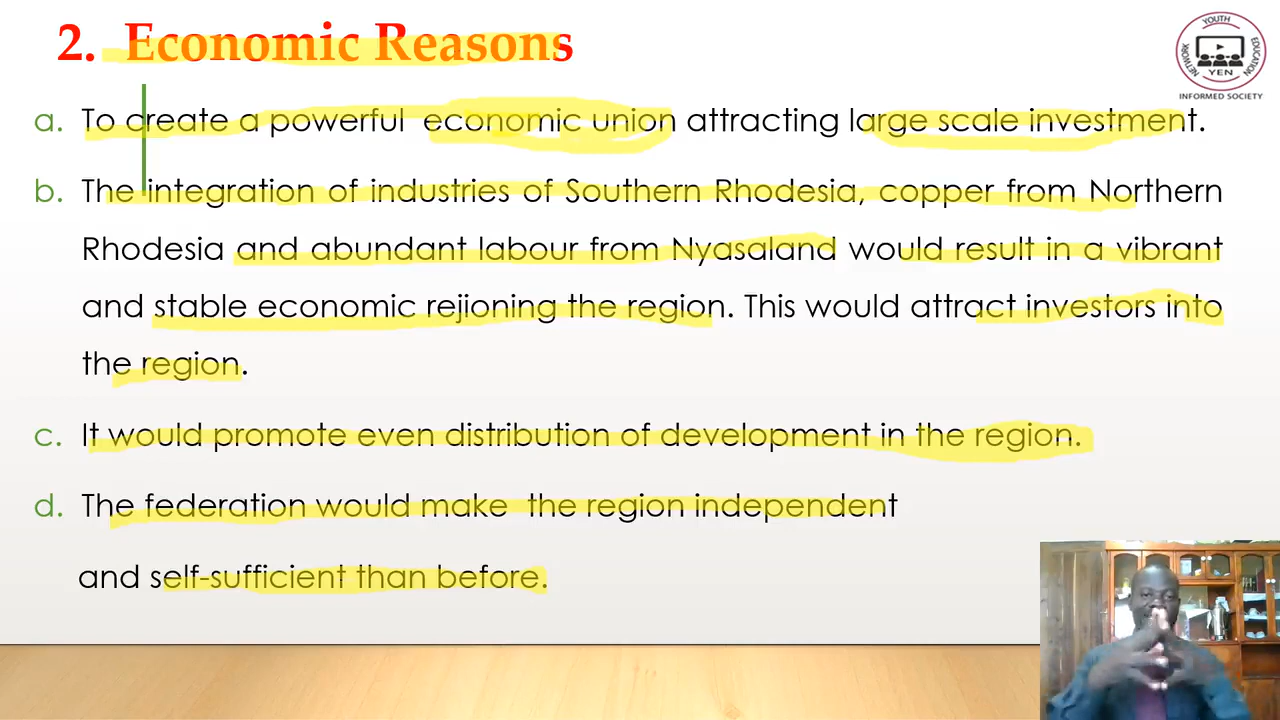 2. Economic Reasons
YOUTH
EDUCATION
NETWORK
YEN
INFORMED SOCIETY
a. To create a powerful economic union attracting large scale investment.
b. The integration of industries of Southern Rhodesia, copper from Northern
Rhodesia and abundant labour from Nyasaland would result in a vibrant
and stable economic rejioning the region. This would attract investors into
the region.
c. It would promote even distribution of development in the region.
d. The federation would make the region independent
and self-sufficient than before.